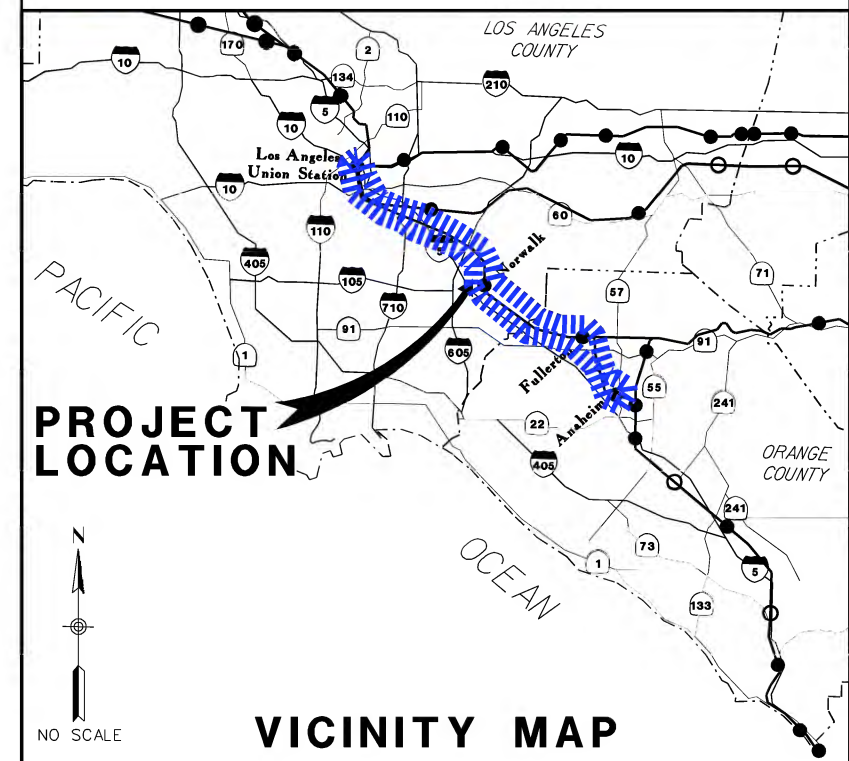 LOS ANGELES
COUNTY
170
2
10
134
210
5
110
10
Los Angeles
Union Station
10
10
60
110
5
Norwalk
405
105
71
57
710
PACIFIC
91
91
1
605
Fullerton
55
241
Anaheim
PROJECT
LOCATION
22
ORANGE
COUNTY
405
241
N
OCEAN
73
1
5
133
NO SCALE
VICINITY MAP